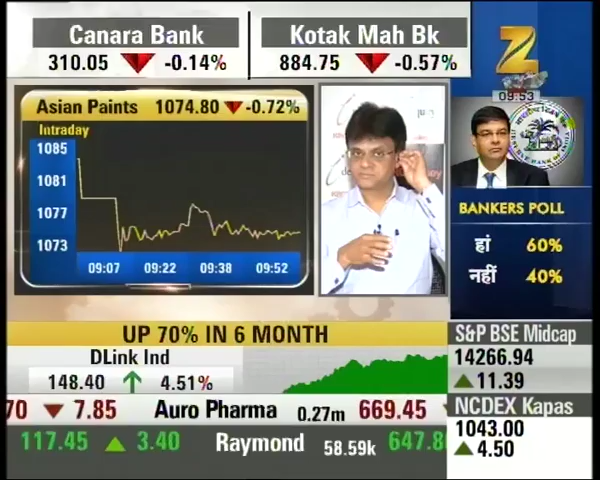 Canara Bank
310.05 -0.14%
Kotak Mah Bk
884.75 -0.57%
Z
09:53
Asian Paints 1074.80 -0.72%
Intraday
1085
1081
1077
1073
09:07 09:22 09:38 09:52
BANKERS POLL
हां 60%
नहीं 40%
UP 70% IN 6 MONTH
DLink Ind
148.40 4.51%
S&P BSE Midcap
14266.94
11.39
70 7.85 Auro Pharma 0.27m 669.45
NCDEX Kapas
1043.00
4.50
117.45 3.40 Raymond 58.59k 647.8